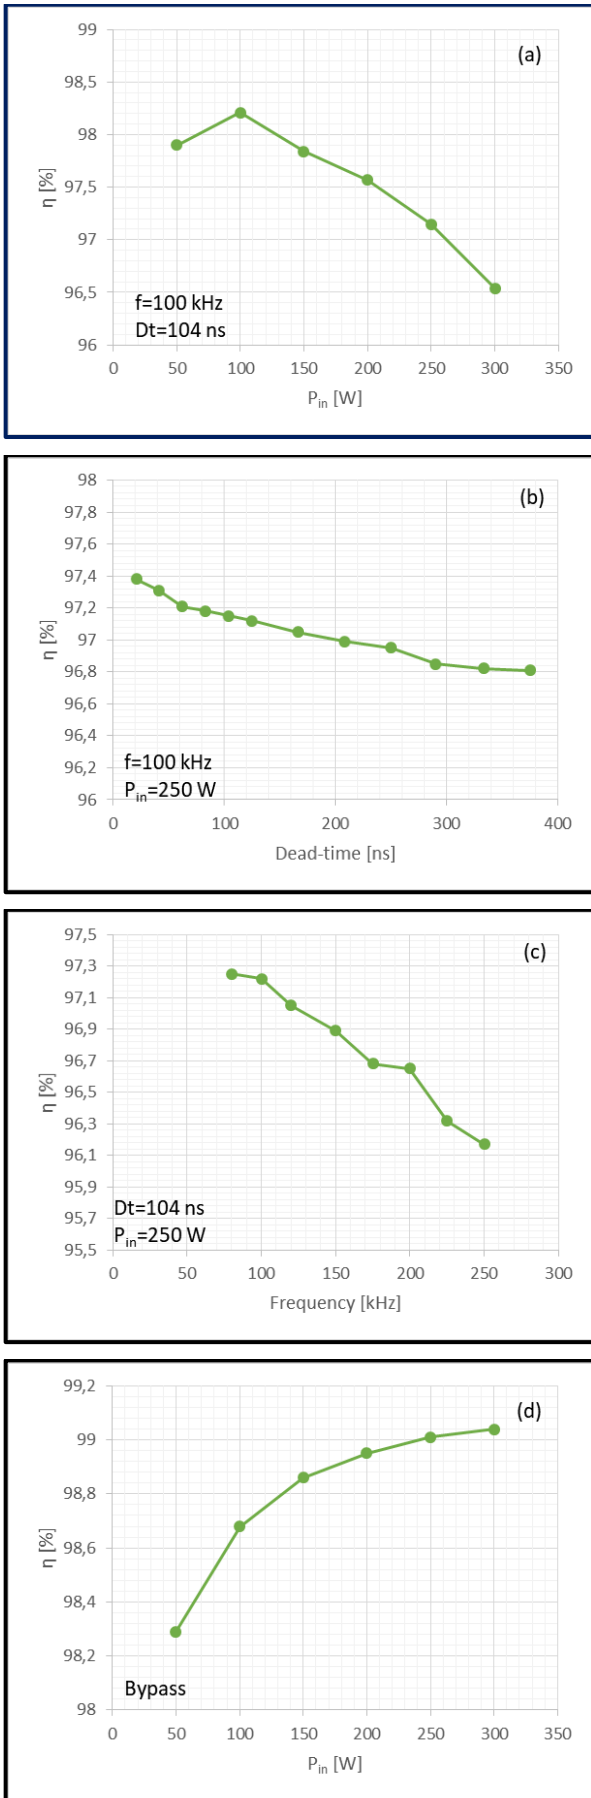 99
(a)
98,5
98
97,5
97
96,5
96
η [%]
f=100 kHz
Dt=104 ns
0 50 100 150 200 250 300 350
Pin [W]
98
(b)
97,8
97,6
97,4
97,2
97
96,8
96,6
96,4
96,2
96
η [%]
f=100 kHz
Pin=250 W
0 100 200 300 400
Dead-time [ns]
97,5
(c)
97,3
97,1
96,9
96,7
96,5
96,3
96,1
95,9
95,7
95,5
η [%]
Dt=104 ns
Pin=250 W
0 50 100 150 200 250 300
Frequency [kHz]
99,2
(d)
99
98,8
98,6
98,4
98,2
98
η [%]
Bypass
0 50 100 150 200 250 300 350
Pin [W]